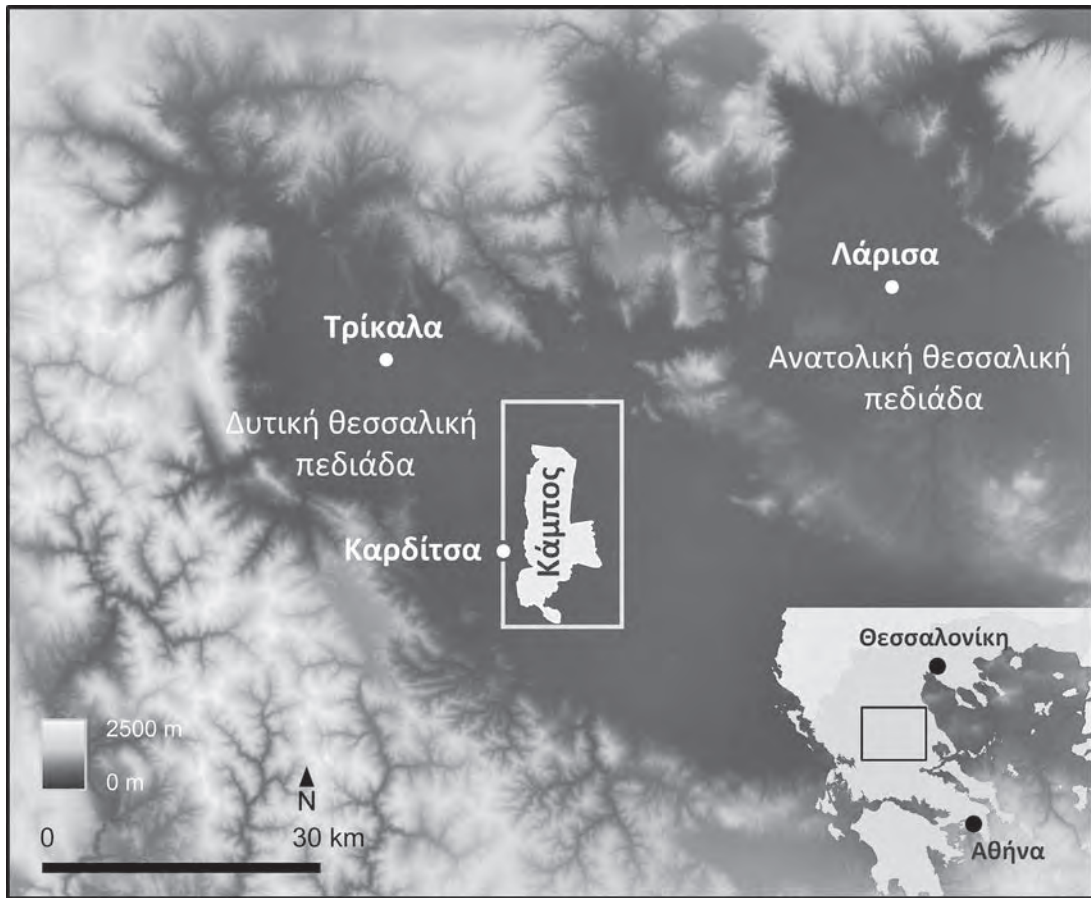 Λάρισα
Τρίκαλα
Ανατολική θεσσαλική
πεδιάδα
Δυτική θεσσαλική
πεδιάδα
Κάμπος
Καρδίτσα
Θεσσαλονίκη
2500 m
0 m
N
0
30 km
Αθήνα